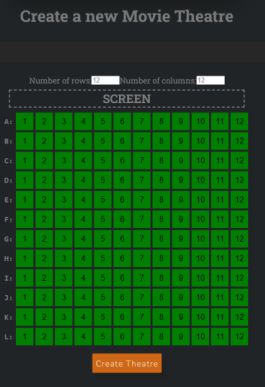 Create a new Movie Theatre
Number of rows: 12 Number of columns: 12
SCREEN
A: 1 2 3 4 5 6 7 8 9 10 11 12
B: 1 2 3 4 5 6 7 8 9 10 11 12
C: 1 2 3 4 5 6 7 8 9 10 11 12
D: 1 2 3 4 5 6 7 8 9 10 11 12
E: 1 2 3 4 5 6 7 8 9 10 11 12
F: 1 2 3 4 5 6 7 8 9 10 11 12
G: 1 2 3 4 5 6 7 8 9 10 11 12
H: 1 2 3 4 5 6 7 8 9 10 11 12
I: 1 2 3 4 5 6 7 8 9 10 11 12
J: 1 2 3 4 5 6 7 8 9 10 11 12
K: 1 2 3 4 5 6 7 8 9 10 11 12
L: 1 2 3 4 5 6 7 8 9 10 11 12
Create Theatre